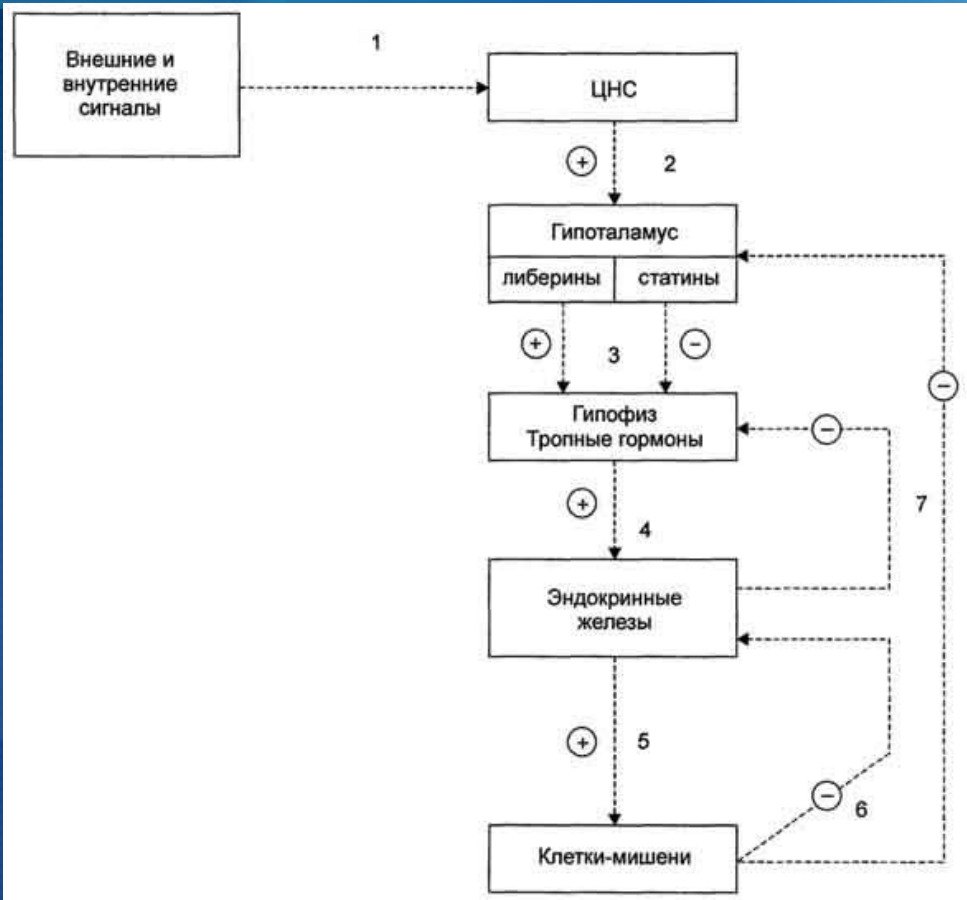 Внешние и
внутренние
сигналы
1
ЦНС
+
2
Гипоталамус
либерины
статины
+
3
−
−
Гипофиз
Тропные гормоны
−
+
4
7
Эндокринные
железы
+
5
−
6
Клетки-мишени